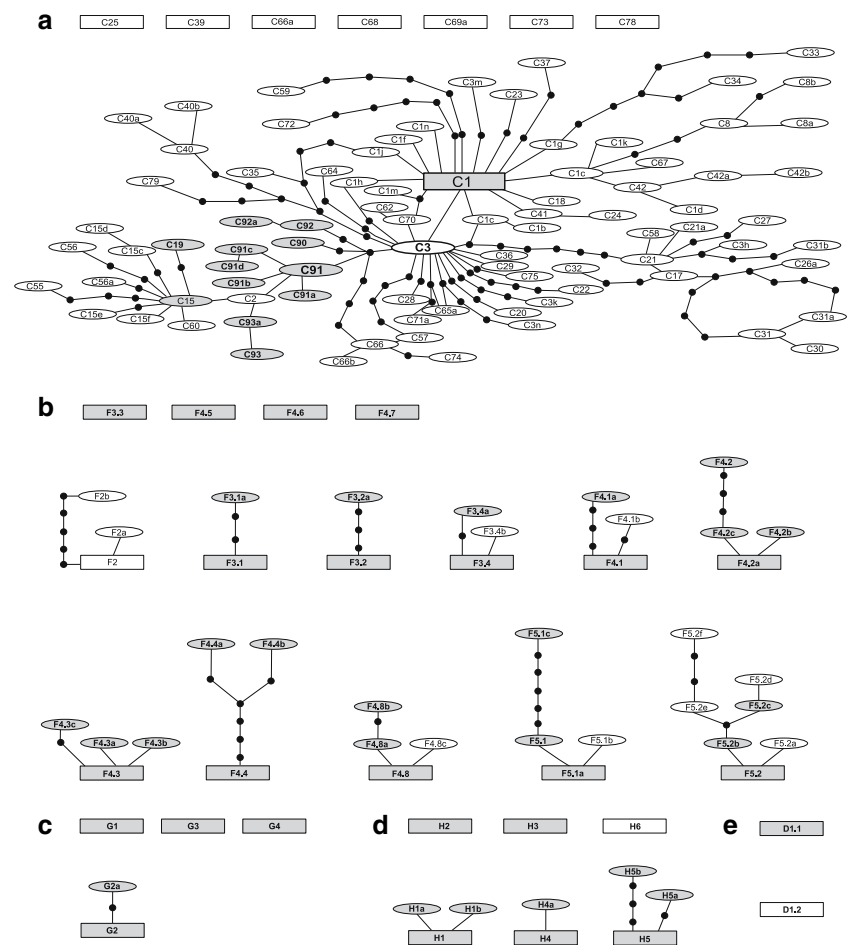 a
C25 C39 C66a C68 C69a C73 C78
C33
C37
C3m
C59
C34
C8b
C23
C40b
C40a
C72
C1n
C8
C8a
C1f
C1g
C1k
C40
C1j
C67
C35
C64
C1c
C42a
C42b
C79
C1h
C1
C42
C1m
C18
C1d
C62
C41
C24
C92a
C92
C70
C1c
C1b
C27
C15d
C58
C21a
C90
C3
C56
C15c
C19
C91c
C36
C3h
C31b
C91d
C91
C29
C21
C26a
C56a
C91b
C75
C32
C17
C55
C15
C2
C91a
C28
C3k
C22
C15e
C15f
C60
C93a
C71a
C65a
C20
C3n
C31a
C57
C31
C93
C66
C74
C30
C66b
b
F3.3 F4.5 F4.6 F4.7
F4.2
F2b F3.1a F3.2a F3.4a F4.1a
F2a F3.4b F4.1b F4.2c F4.2b
F2 F3.1 F3.2 F3.4 F4.1 F4.2a
F5.1c F5.2f
F4.4a F4.4b
F5.2d
F4.8b F5.2e F5.2c
F4.3c
F4.3a F4.3b F4.8a F4.8c F5.1 F5.1b F5.2b F5.2a
F4.3 F4.4 F4.8 F5.1a F5.2
c d e
G1 G3 G4 H2 H3 H6 D1.1
G2a H5b
H5a
H1a H1b H4a D1.2
G2 H1 H4 H5